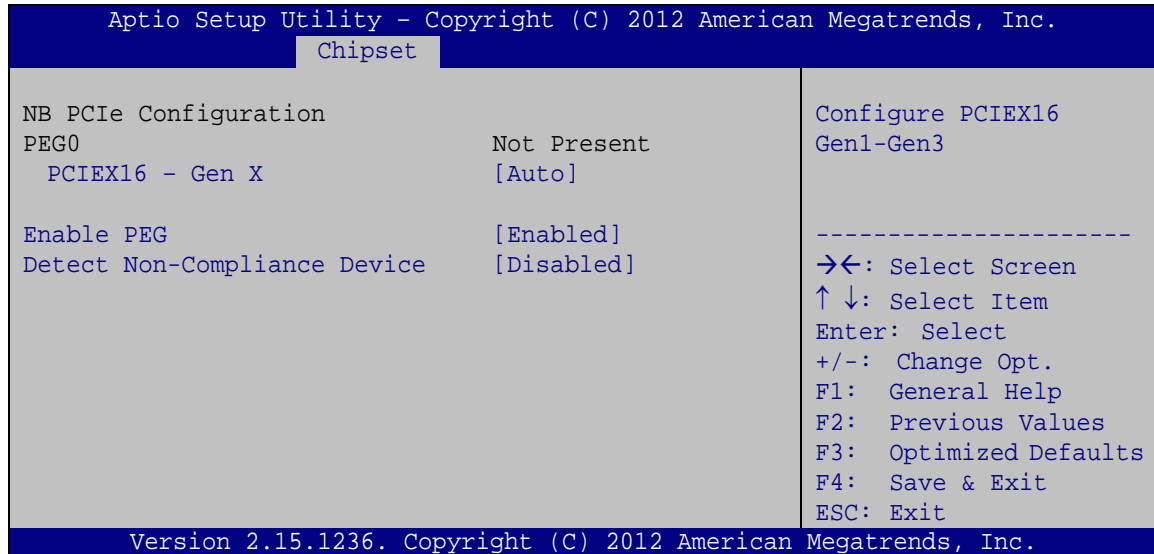 Aptio Setup Utility – Copyright (C) 2012 American Megatrends, Inc.
Chipset
NB PCIe Configuration
PEG0 Not Present
PCIEX16 – Gen X [Auto]
Enable PEG [Enabled]
Detect Non-Compliance Device [Disabled]
Configure PCIEX16
Gen1-Gen3
----------------------
→←: Select Screen
↑ ↓: Select Item
Enter: Select
+/-: Change Opt.
F1: General Help
F2: Previous Values
F3: Optimized Defaults
F4: Save & Exit
ESC: Exit
Version 2.15.1236. Copyright (C) 2012 American Megatrends, Inc.